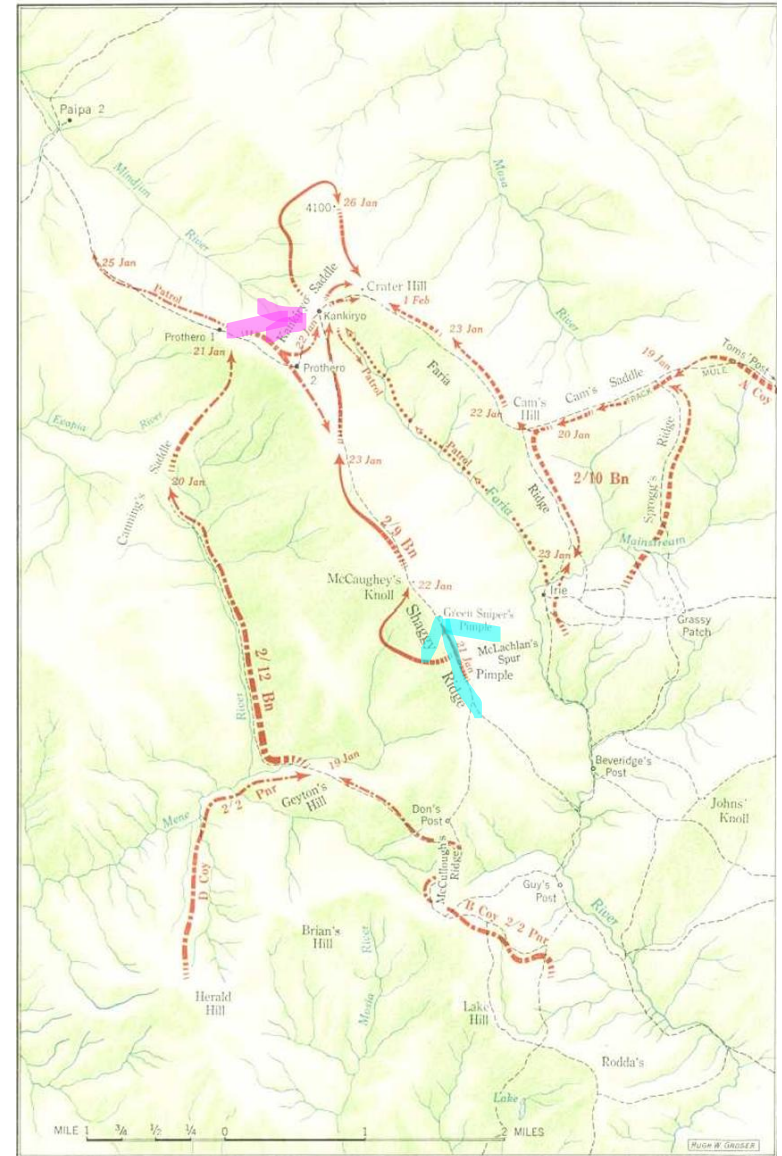 Paipa 2
Mindjim
River
Mosa
River
4100
26 Jan
25 Jan
Patrol
Kankiryo Saddle
Crater Hill
1 Feb
Kankiryo
Prothero 1
21 Jan
22 Jan
Prothero
2
Patrol
23 Jan
Faria
19 Jan
Toms' Post
MULE
TRACK
A Coy
Cam's Saddle
Cam's
Hill
22 Jan
20 Jan
Evapia
River
Canning's
Saddle
20 Jan
23 Jan
Patrol
Faria
Ridge
2/10 Bn
Sprogg's
Ridge
Mainstream
2/9 Bn
23 Jan
Irie
McCaughey's
Knoll
22 Jan
Green Sniper's
Pimple
Shaggy
Ridge
21 Jan
McLachlan's
Spur
Pimple
Grassy
Patch
2/12 Bn
River
Mene
19 Jan
2/2 Pnr
Geyton's
Hill
D Coy
Don's
Post
McCullough's
Ridge
Beveridge's
Post
Johns'
Knoll
Guy's
Post
River
B Coy 2/2 Pnr
Brian's
Hill
Mosia
River
Herald
Hill
Lake
Hill
Rodda's
Lake
MILE 1 3/4 1/2 1/4 0 1 2 MILES
HUGH W. GROSER